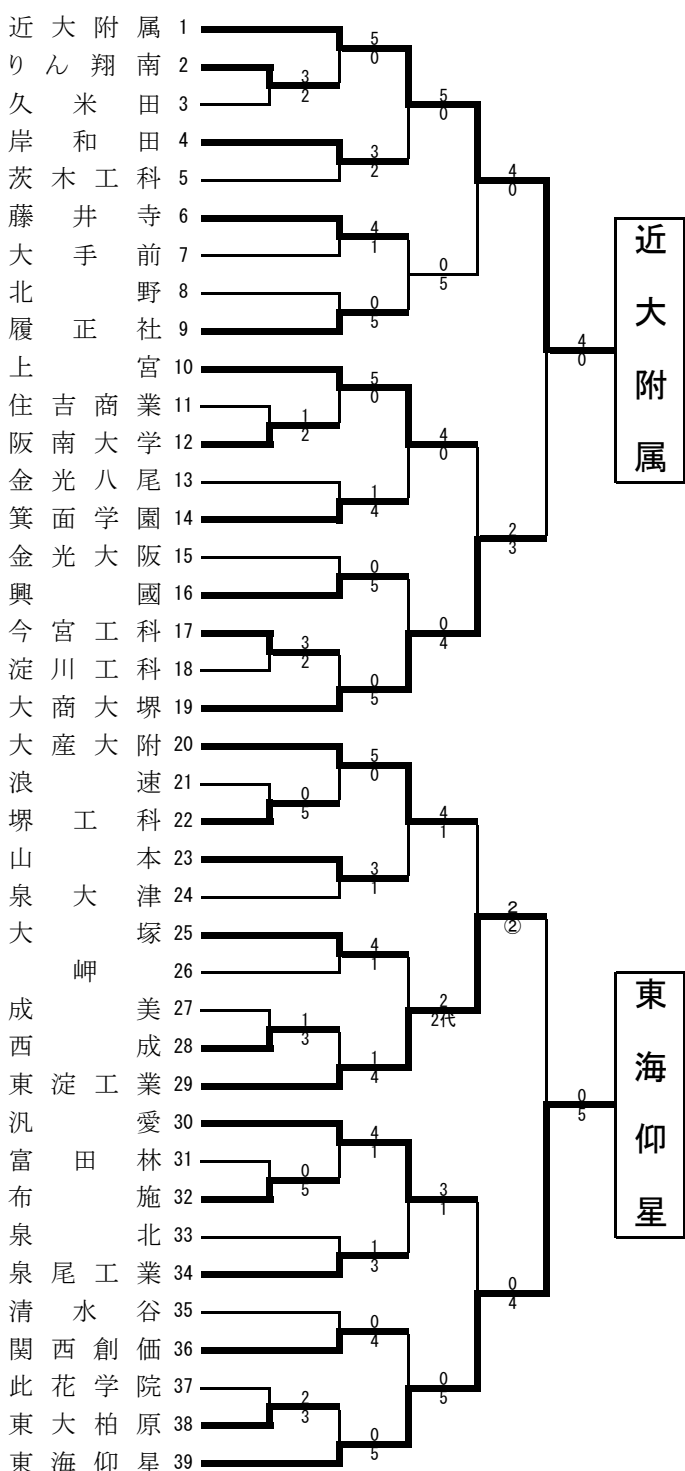 近大附属 1
りん翔南 2
久米田 3
岸和田 4
茨木工科 5
藤井寺 6
大手前 7
北野 8
履正社 9
上宮 10
住吉商業 11
阪南大学 12
金光八尾 13
箕面学園 14
金光大阪 15
興國 16
今宮工科 17
淀川工科 18
大商大堺 19
大産大附 20
浪速 21
堺工科 22
山本 23
泉大津 24
大塚 25
岬 26
成美 27
西成 28
東淀工業 29
汎愛 30
富田林 31
布施 32
泉北 33
泉尾工業 34
清水谷 35
関西創価 36
此花学院 37
東大柏原 38
東海仰星 39
3
2
1
2
3
2
0
5
1
3
0
5
2
3
5
0
3
2
4
1
0
5
5
0
1
4
0
5
0
5
5
0
3
1
4
1
1
4
4
1
1
3
0
4
0
5
5
0
0
5
4
0
0
4
4
1
2
2代
3
1
0
5
4
0
2
3
2
②
0
4
4
0
0
5
近大附属
東海仰星